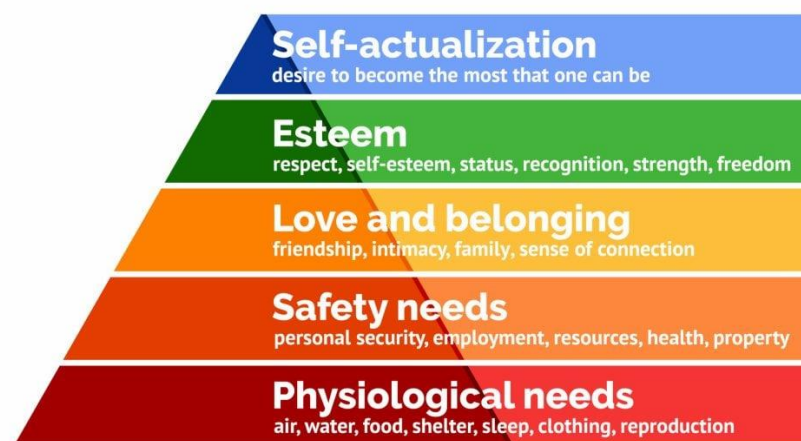 Self-actualization
desire to become the most that one can be
Esteem
respect, self-esteem, status, recognition, strength, freedom
Love and belonging
friendship, intimacy, family, sense of connection
Safety needs
personal security, employment, resources, health, property
Physiological needs
air, water, food, shelter, sleep, clothing, reproduction